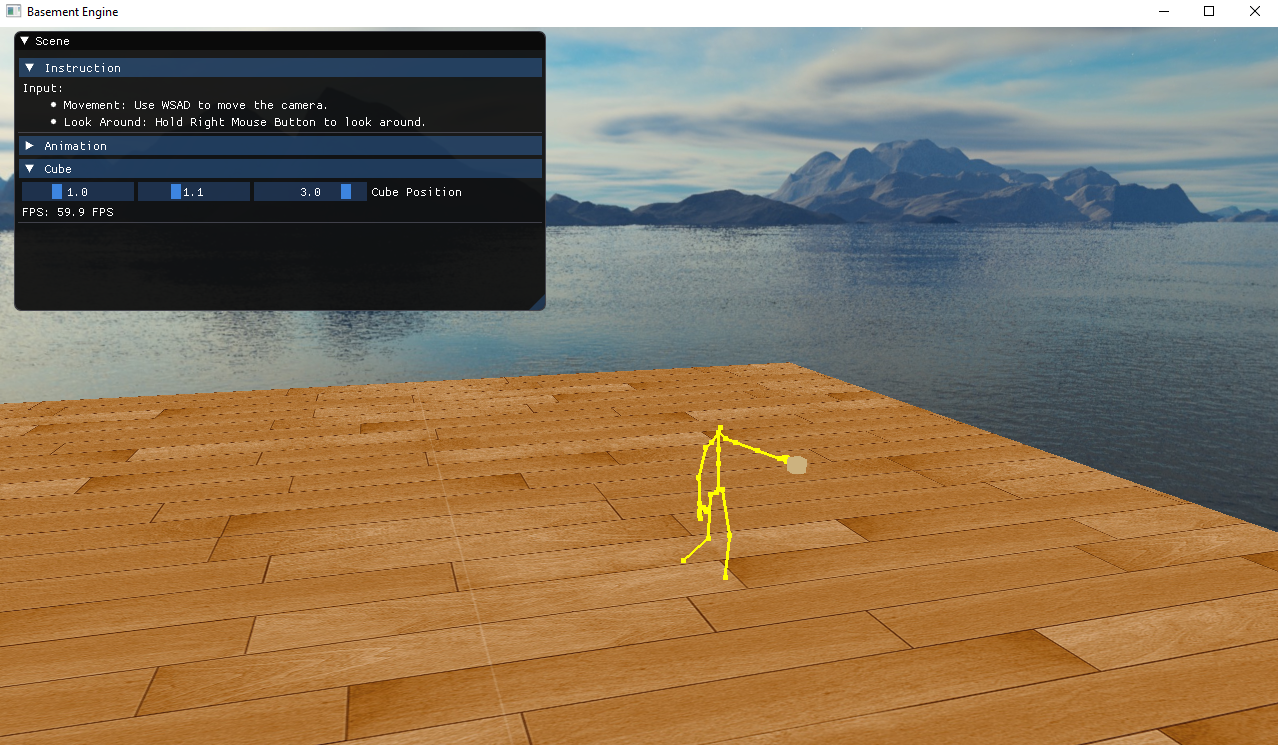 Basement Engine
Scene
Instruction
Input:
Movement: Use WSAD to move the camera.
Look Around: Hold Right Mouse Button to look around.
Animation
Cube
1.0 1.1 3.0 Cube Position
FPS: 59.9 FPS